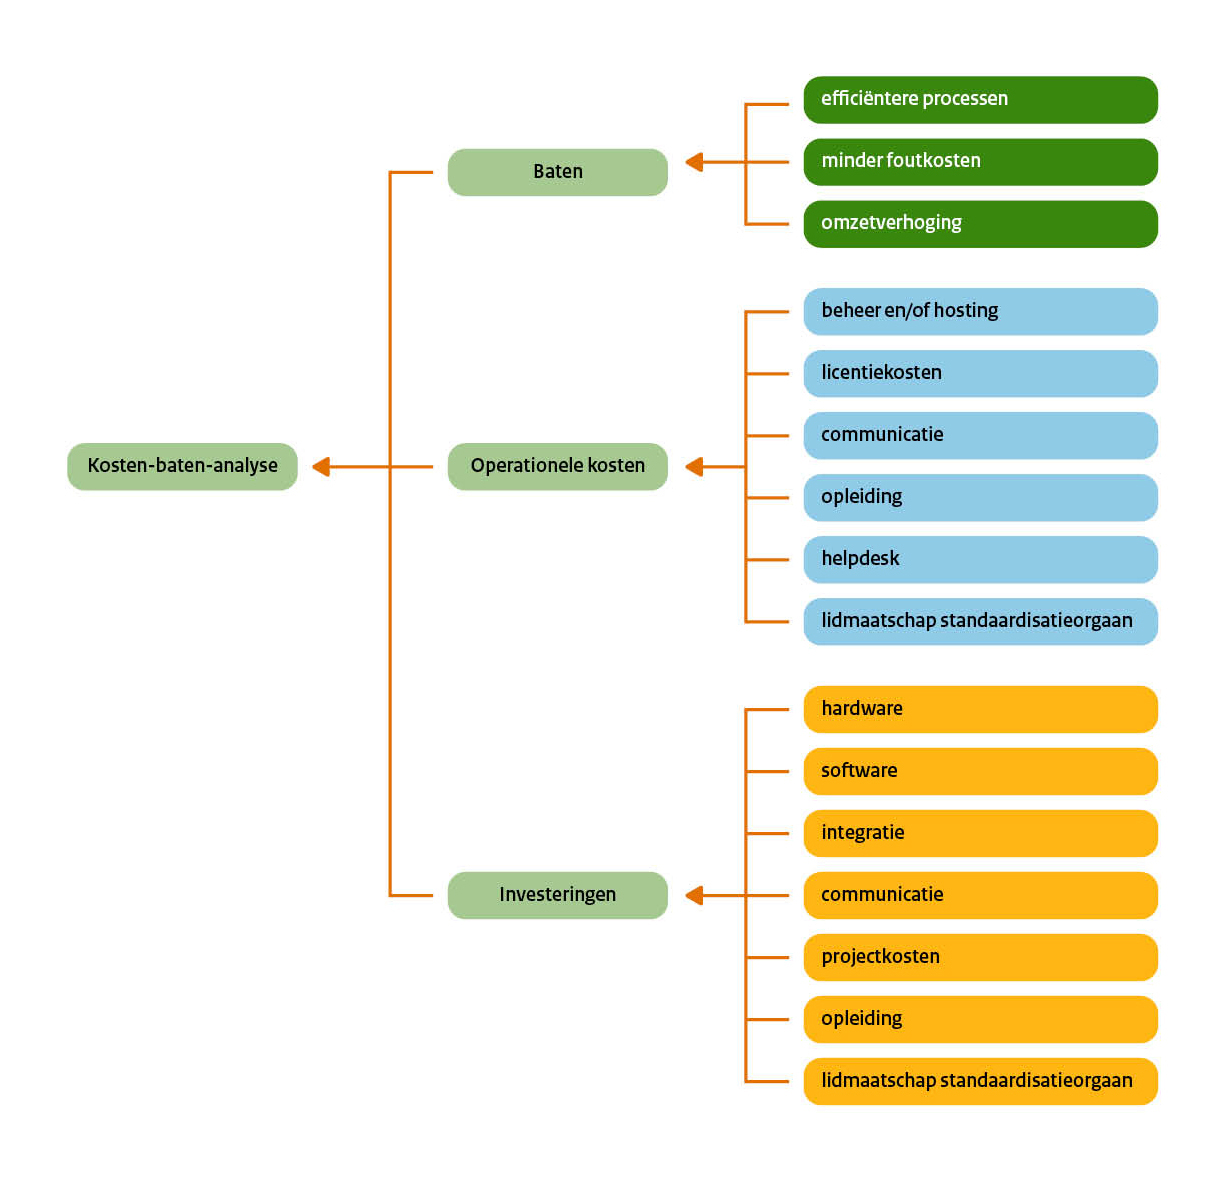 Kosten-baten-analyse
Baten
efficiëntere processen
minder foutkosten
omzetverhoging
Operationele kosten
beheer en/of hosting
licentiekosten
communicatie
opleiding
helpdesk
lidmaatschap standaardisatieorgaan
Investeringen
hardware
software
integratie
communicatie
projectkosten
opleiding
lidmaatschap standaardisatieorgaan